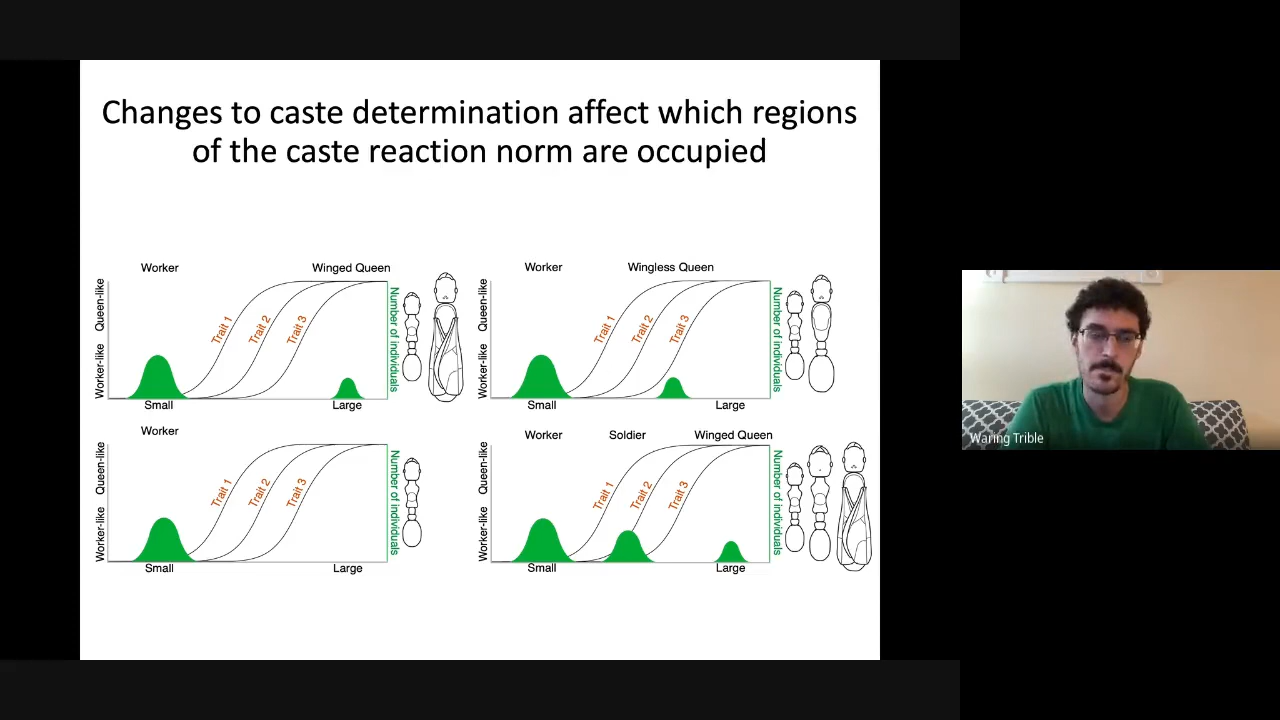 Changes to caste determination affect which regions
of the caste reaction norm are occupied
Worker
Winged Queen
Queen-like
Worker-like
Trait 1
Trait 2
Trait 3
Number of individuals
Small
Large
Worker
Wingless Queen
Queen-like
Worker-like
Trait 1
Trait 2
Trait 3
Number of individuals
Small
Large
Worker
Queen-like
Worker-like
Trait 1
Trait 2
Trait 3
Number of individuals
Small
Large
Worker
Soldier
Winged Queen
Queen-like
Worker-like
Trait 1
Trait 2
Trait 3
Number of individuals
Small
Large
Waring Trible